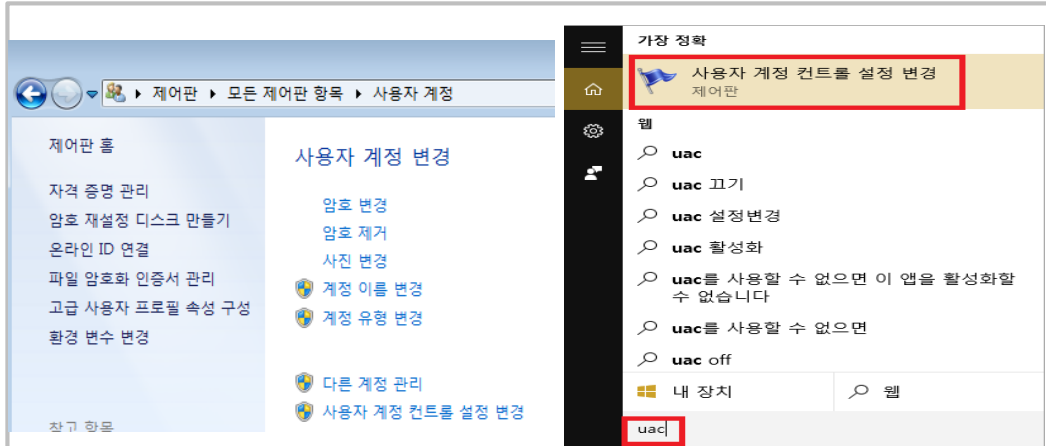 제어판 ▸ 모든 제어판 항목 ▸ 사용자 계정
제어판 홈
자격 증명 관리
암호 재설정 디스크 만들기
온라인 ID 연결
파일 암호화 인증서 관리
고급 사용자 프로필 속성 구성
환경 변수 변경
참고 항목
사용자 계정 변경
암호 변경
암호 제거
사진 변경
계정 이름 변경
계정 유형 변경
다른 계정 관리
사용자 계정 컨트롤 설정 변경
가장 정확
사용자 계정 컨트롤 설정 변경
제어판
웹
uac
uac 끄기
uac 설정변경
uac 활성화
uac를 사용할 수 없으면 이 앱을 활성화할
수 없습니다
uac를 사용할 수 없으면
uac off
내 장치
웹
uac